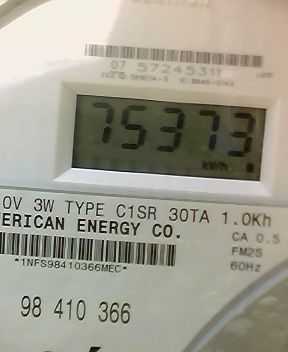 07 57245311
75373
kWh
0V 3W TYPE C1SR 30TA 1.0Kh
ERICAN ENERGY CO.
CA 0.5
FM2S
60Hz
*1NFS98410366MEC*
98 410 366